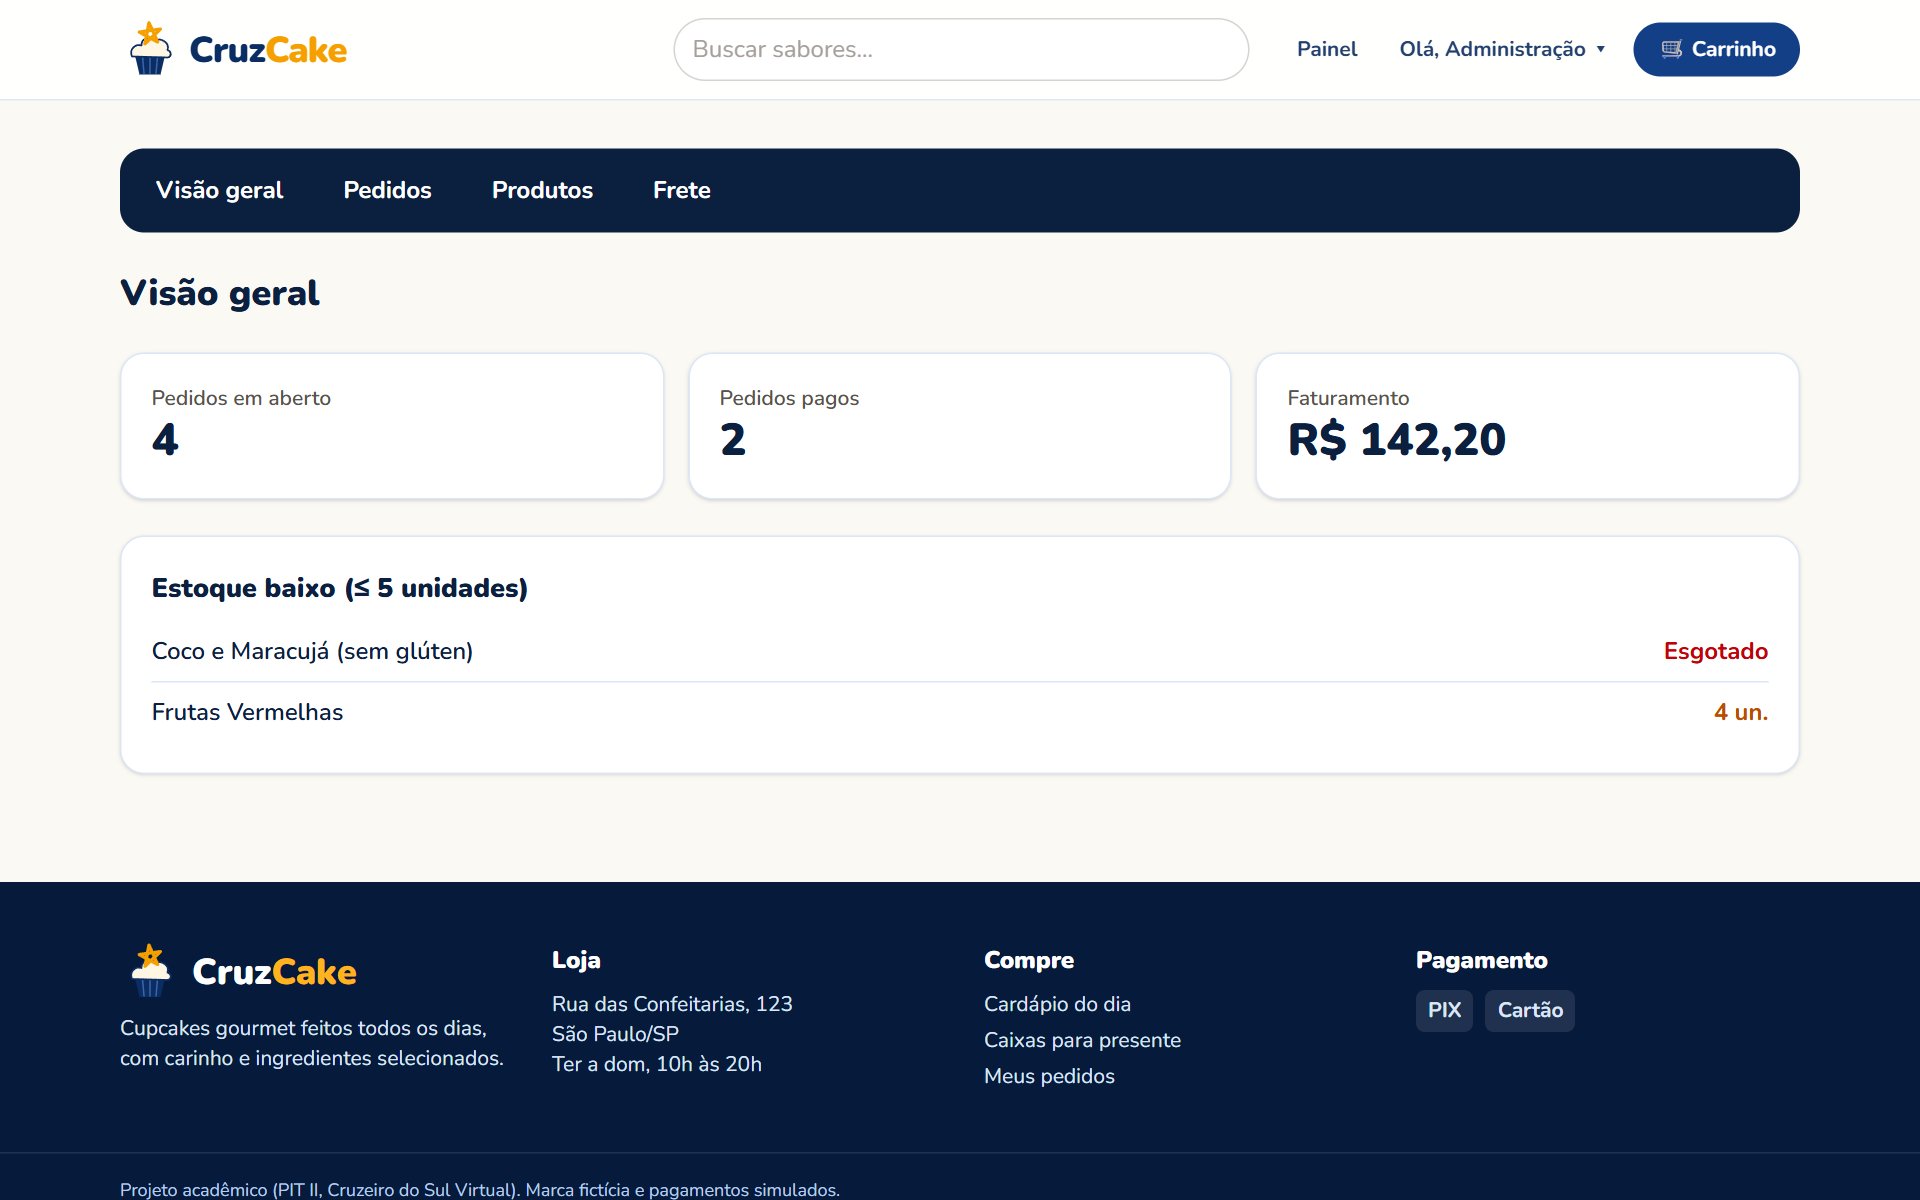 CruzCake
Buscar sabores...
Painel
Olá, Administração
Carrinho
Visão geral
Pedidos
Produtos
Frete
Visão geral
Pedidos em aberto
4
Pedidos pagos
2
Faturamento
R$ 142,20
Estoque baixo (≤ 5 unidades)
Coco e Maracujá (sem glúten)
Esgotado
Frutas Vermelhas
4 un.
CruzCake
Cupcakes gourmet feitos todos os dias,
com carinho e ingredientes selecionados.
Loja
Rua das Confeitarias, 123
São Paulo/SP
Ter a dom, 10h às 20h
Compre
Cardápio do dia
Caixas para presente
Meus pedidos
Pagamento
PIX
Cartão
Projeto acadêmico (PIT II, Cruzeiro do Sul Virtual). Marca fictícia e pagamentos simulados.